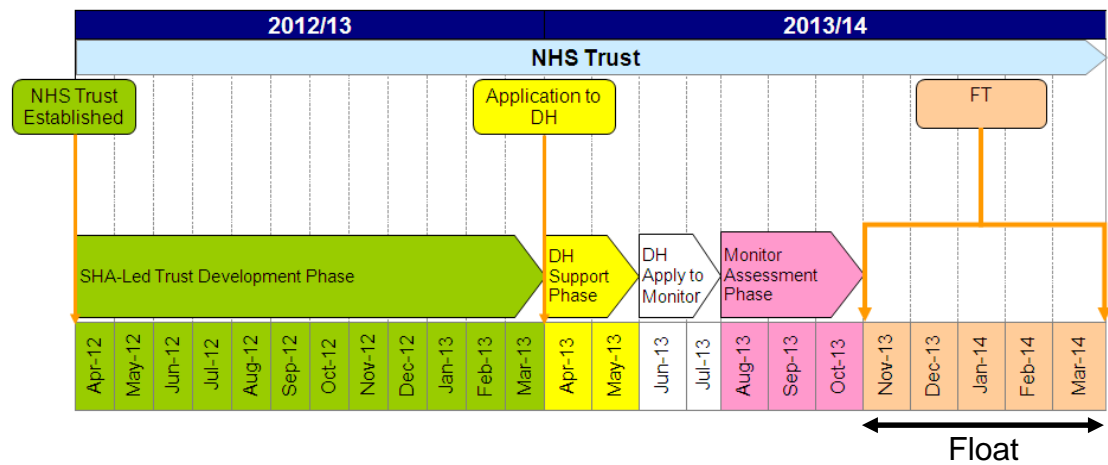 2012/13
2013/14
NHS Trust
NHS Trust
Established
Application to
DH
FT
SHA-Led Trust Development Phase
DH
Support
Phase
DH
Apply to
Monitor
Monitor
Assessment
Phase
Apr-12
May-12
Jun-12
Jul-12
Aug-12
Sep-12
Oct-12
Nov-12
Dec-12
Jan-13
Feb-13
Mar-13
Apr-13
May-13
Jun-13
Jul-13
Aug-13
Sep-13
Oct-13
Nov-13
Dec-13
Jan-14
Feb-14
Mar-14
Float